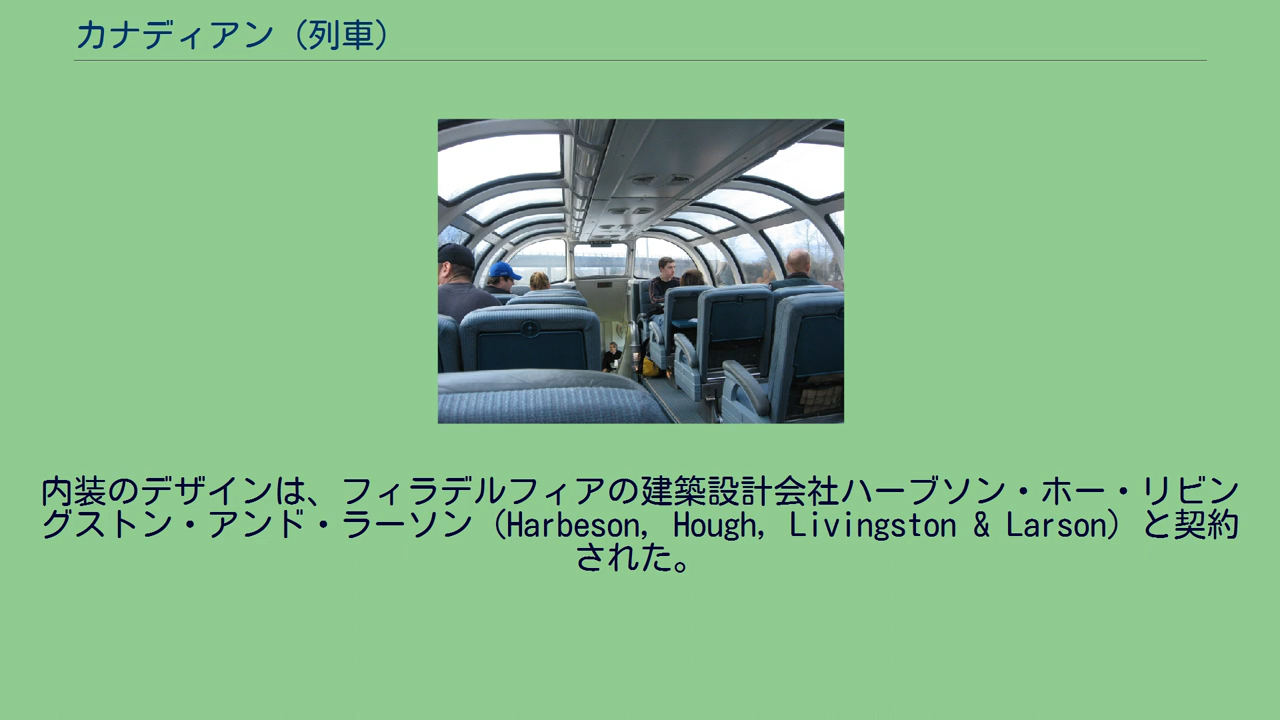 カナディアン（列車）
内装のデザインは、フィラデルフィアの建築設計会社ハーブソン・ホー・リビン
グストン・アンド・ラーソン（Harbeson, Hough, Livingston & Larson）と契約
された。